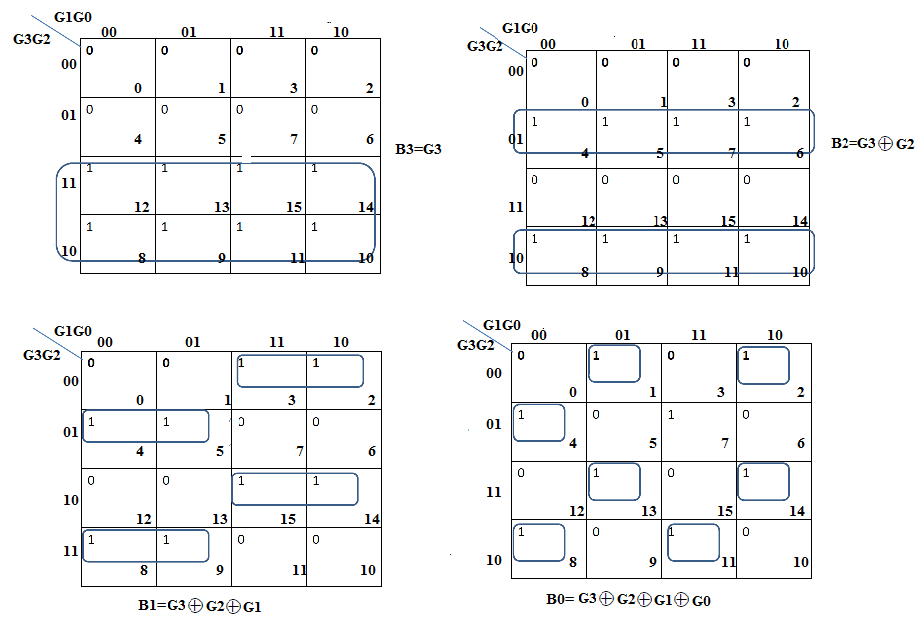 G1G0
G3G2 00 01 11 10
00 0 0 0 0
0 1 3 2
01 0 0 0 0
4 5 7 6
11 1 1 1 1
12 13 15 14
10 1 1 1 1
8 9 11 10
B3=G3
G1G0
G3G2 00 01 11 10
00 0 0 0 0
0 1 3 2
01 1 1 1 1
4 5 7 6
11 0 0 0 0
12 13 15 14
10 1 1 1 1
8 9 11 10
B2=G3⊕G2
G1G0
G3G2 00 01 11 10
00 0 0 1 1
0 1 3 2
01 1 1 0 0
4 5 7 6
10 0 0 1 1
12 13 15 14
11 1 1 0 0
8 9 11 10
B1=G3⊕G2⊕G1
G1G0
G3G2 00 01 11 10
00 0 1 0 1
0 1 3 2
01 1 0 1 0
4 5 7 6
11 0 1 0 1
12 13 15 14
10 1 0 1 0
8 9 11 10
B0= G3⊕G2⊕G1⊕G0